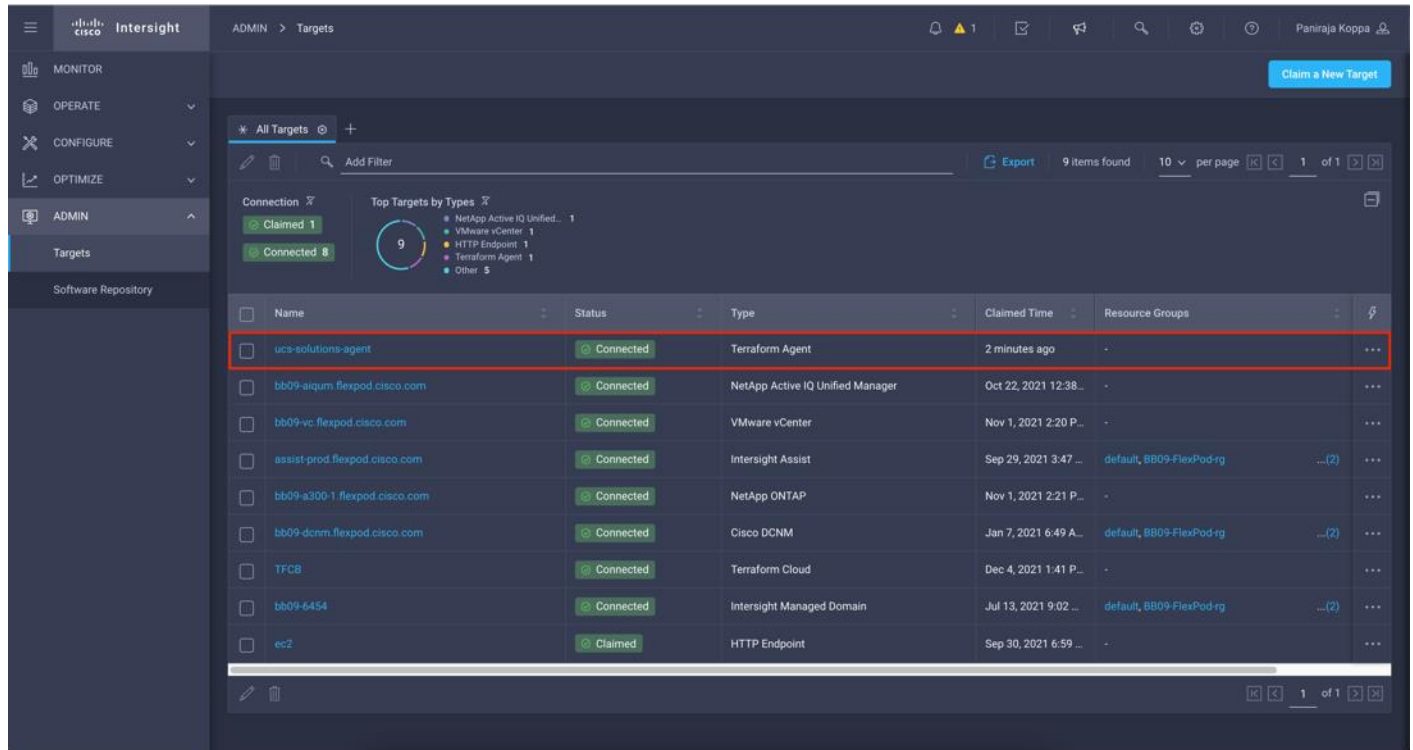 cisco Intersight
ADMIN > Targets
1
Paniraja Koppa
MONITOR
OPERATE
CONFIGURE
OPTIMIZE
ADMIN
Targets
Software Repository
Claim a New Target
All Targets
Add Filter
Export 9 items found 10 per page 1 of 1
Connection
Claimed 1
Connected 8
Top Targets by Types
9
NetApp Active IQ Unified... 1
VMware vCenter 1
HTTP Endpoint 1
Terraform Agent 1
Other 5
Name Status Type Claimed Time Resource Groups
ucs-solutions-agent Connected Terraform Agent 2 minutes ago -
bb09-aiqum.flexpod.cisco.com Connected NetApp Active IQ Unified Manager Oct 22, 2021 12:38... -
bb09-vc.flexpod.cisco.com Connected VMware vCenter Nov 1, 2021 2:20 P... -
assist-prod.flexpod.cisco.com Connected Intersight Assist Sep 29, 2021 3:47 ... default, BB09-FlexPod-rg ...(2)
bb09-a300-1.flexpod.cisco.com Connected NetApp ONTAP Nov 1, 2021 2:21 P... -
bb09-dcnm.flexpod.cisco.com Connected Cisco DCNM Jan 7, 2021 6:49 A... default, BB09-FlexPod-rg ...(2)
TFCB Connected Terraform Cloud Dec 4, 2021 1:41 P... -
bb09-6454 Connected Intersight Managed Domain Jul 13, 2021 9:02 ... default, BB09-FlexPod-rg ...(2)
ec2 Claimed HTTP Endpoint Sep 30, 2021 6:59 ... -
1 of 1